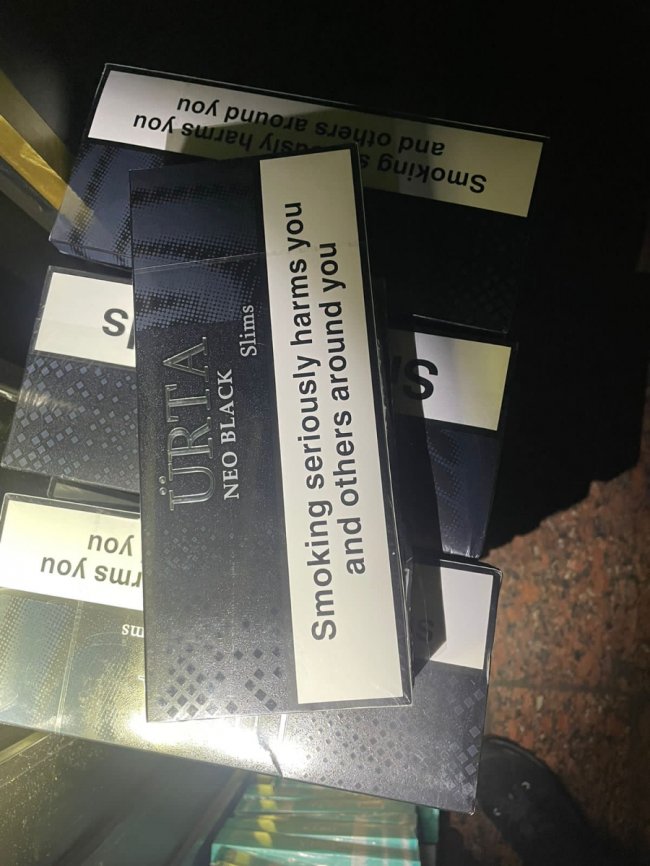 Smoking seriously harms you
and others around you
ÜRTA
NEO BLACK
Slims
Smoking seriously harms you
and others around you